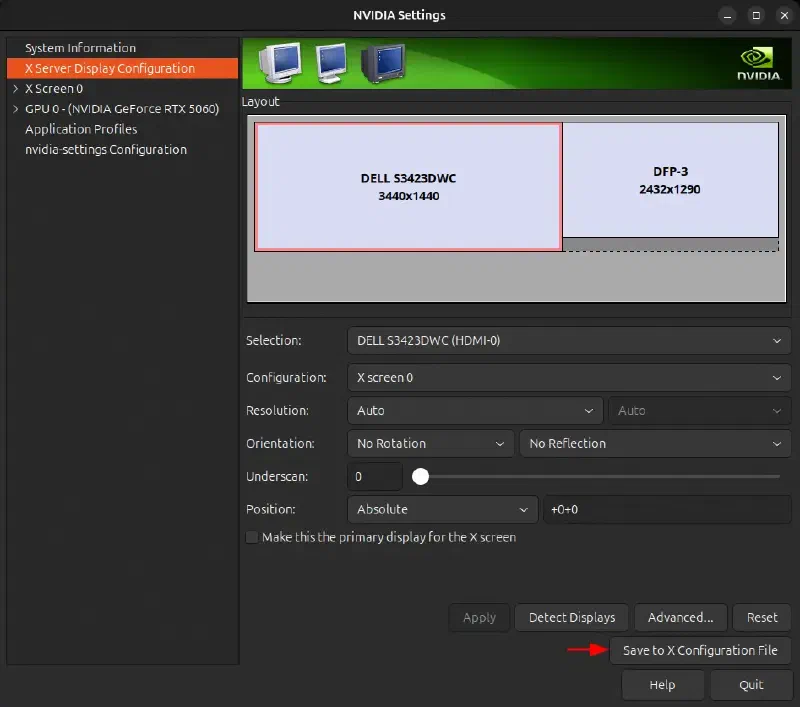 NVIDIA Settings
System Information
X Server Display Configuration
X Screen 0
GPU 0 - (NVIDIA GeForce RTX 5060)
Application Profiles
nvidia-settings Configuration
NVIDIA.
Layout
DELL S3423DWC
3440x1440
DFP-3
2432x1290
Selection: DELL S3423DWC (HDMI-0)
Configuration: X screen 0
Resolution: Auto Auto
Orientation: No Rotation No Reflection
Underscan: 0
Position: Absolute +0+0
Make this the primary display for the X screen
Apply Detect Displays Advanced... Reset
Save to X Configuration File
Help Quit